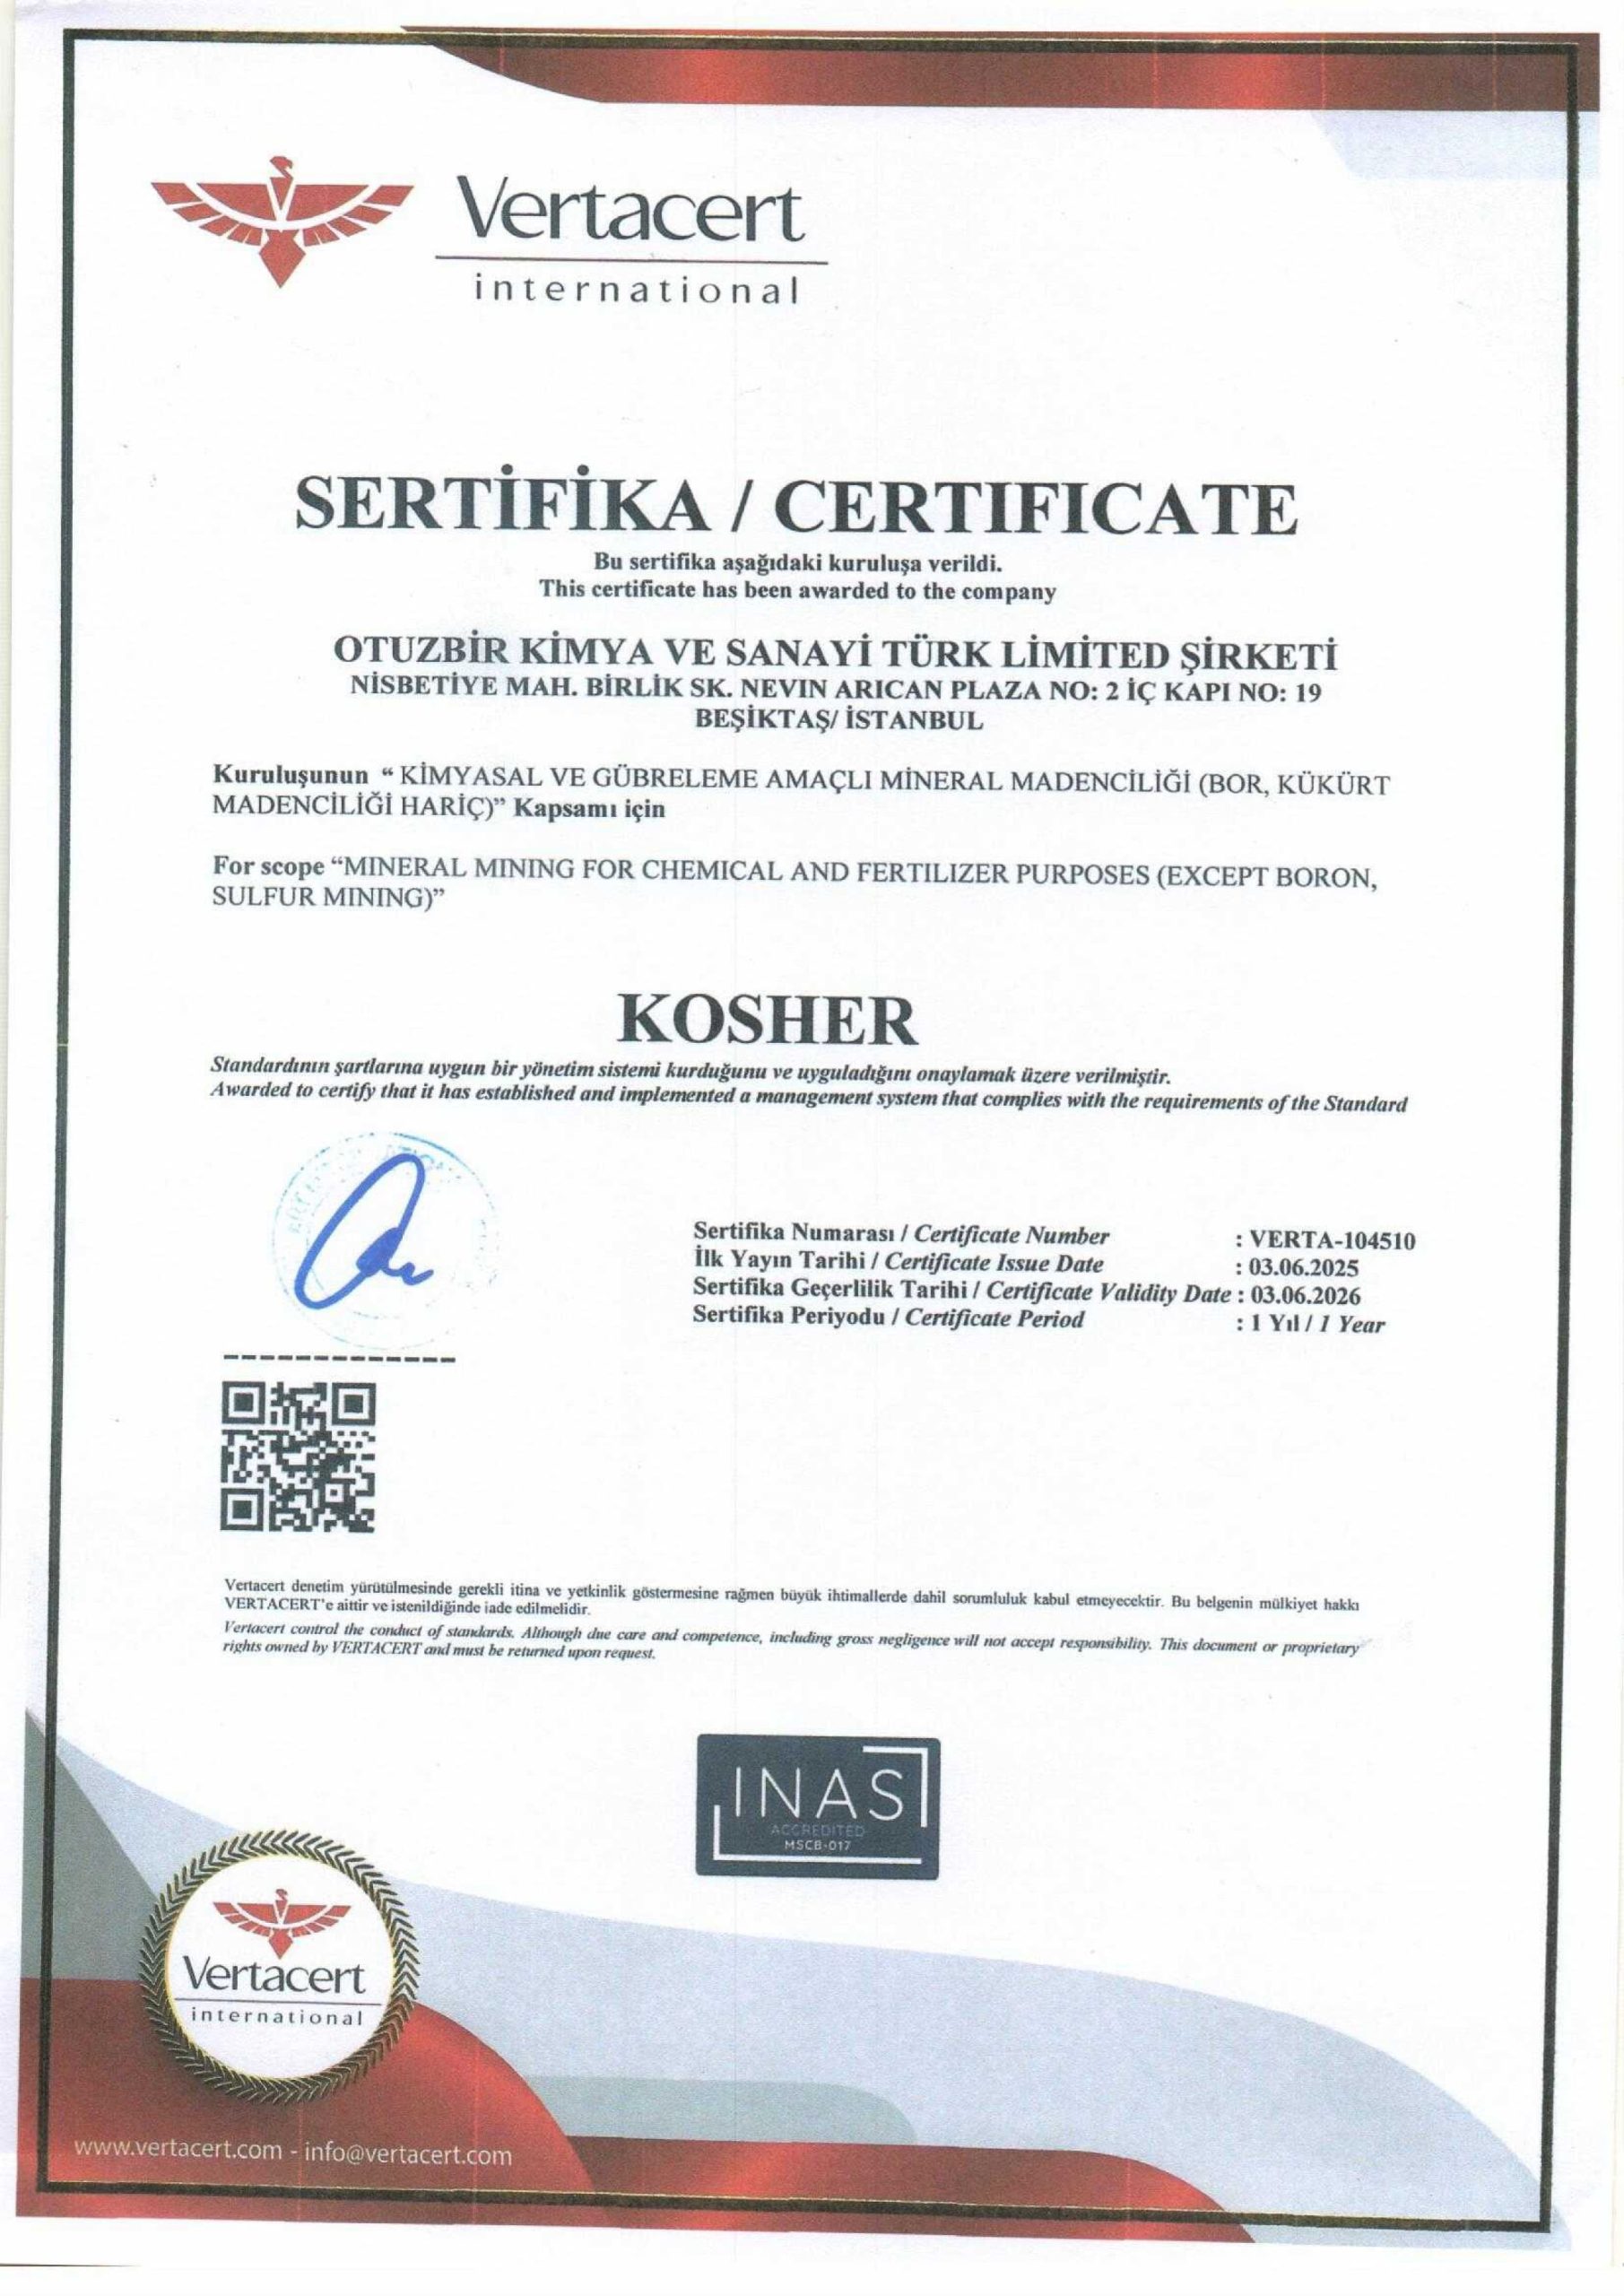 Vertacert
international
SERTİFİKA / CERTIFICATE
Bu sertifika aşağıdaki kuruluşa verildi.
This certificate has been awarded to the company
OTUZBİR KİMYA VE SANAYİ TÜRK LİMİTED ŞİRKETİ
NİSBETİYE MAH. BİRLİK SK. NEVIN ARICAN PLAZA NO: 2 İÇ KAPI NO: 19
BEŞİKTAŞ/ İSTANBUL
Kuruluşunun “ KİMYASAL VE GÜBRELEME AMAÇLI MİNERAL MADENCİLİĞİ (BOR, KÜKÜRT
MADENCİLİĞİ HARİÇ)” Kapsamı için
For scope “MINERAL MINING FOR CHEMICAL AND FERTILIZER PURPOSES (EXCEPT BORON,
SULFUR MINING)”
KOSHER
Standardının şartlarına uygun bir yönetim sistemi kurduğunu ve uyguladığını onaylamak üzere verilmiştir.
Awarded to certify that it has established and implemented a management system that complies with the requirements of the Standard
Sertifika Numarası / Certificate Number : VERTA-104510
İlk Yayın Tarihi / Certificate Issue Date : 03.06.2025
Sertifika Geçerlilik Tarihi / Certificate Validity Date : 03.06.2026
Sertifika Periyodu / Certificate Period : 1 Yıl / 1 Year
Vertacert denetim yürütülmesinde gerekli itina ve yetkinlik göstermesine rağmen büyük ihtimallerde dahil sorumluluk kabul etmeyecektir. Bu belgenin mülkiyet hakkı
VERTACERT'e aittir ve istenildiğinde iade edilmelidir.
Vertacert control the conduct of standards. Although due care and competence, including gross negligence will not accept responsibility. This document or proprietary
rights owned by VERTACERT and must be returned upon request.
INAS
ACCREDITED
MSCB-017
Vertacert
international
www.vertacert.com - info@vertacert.com